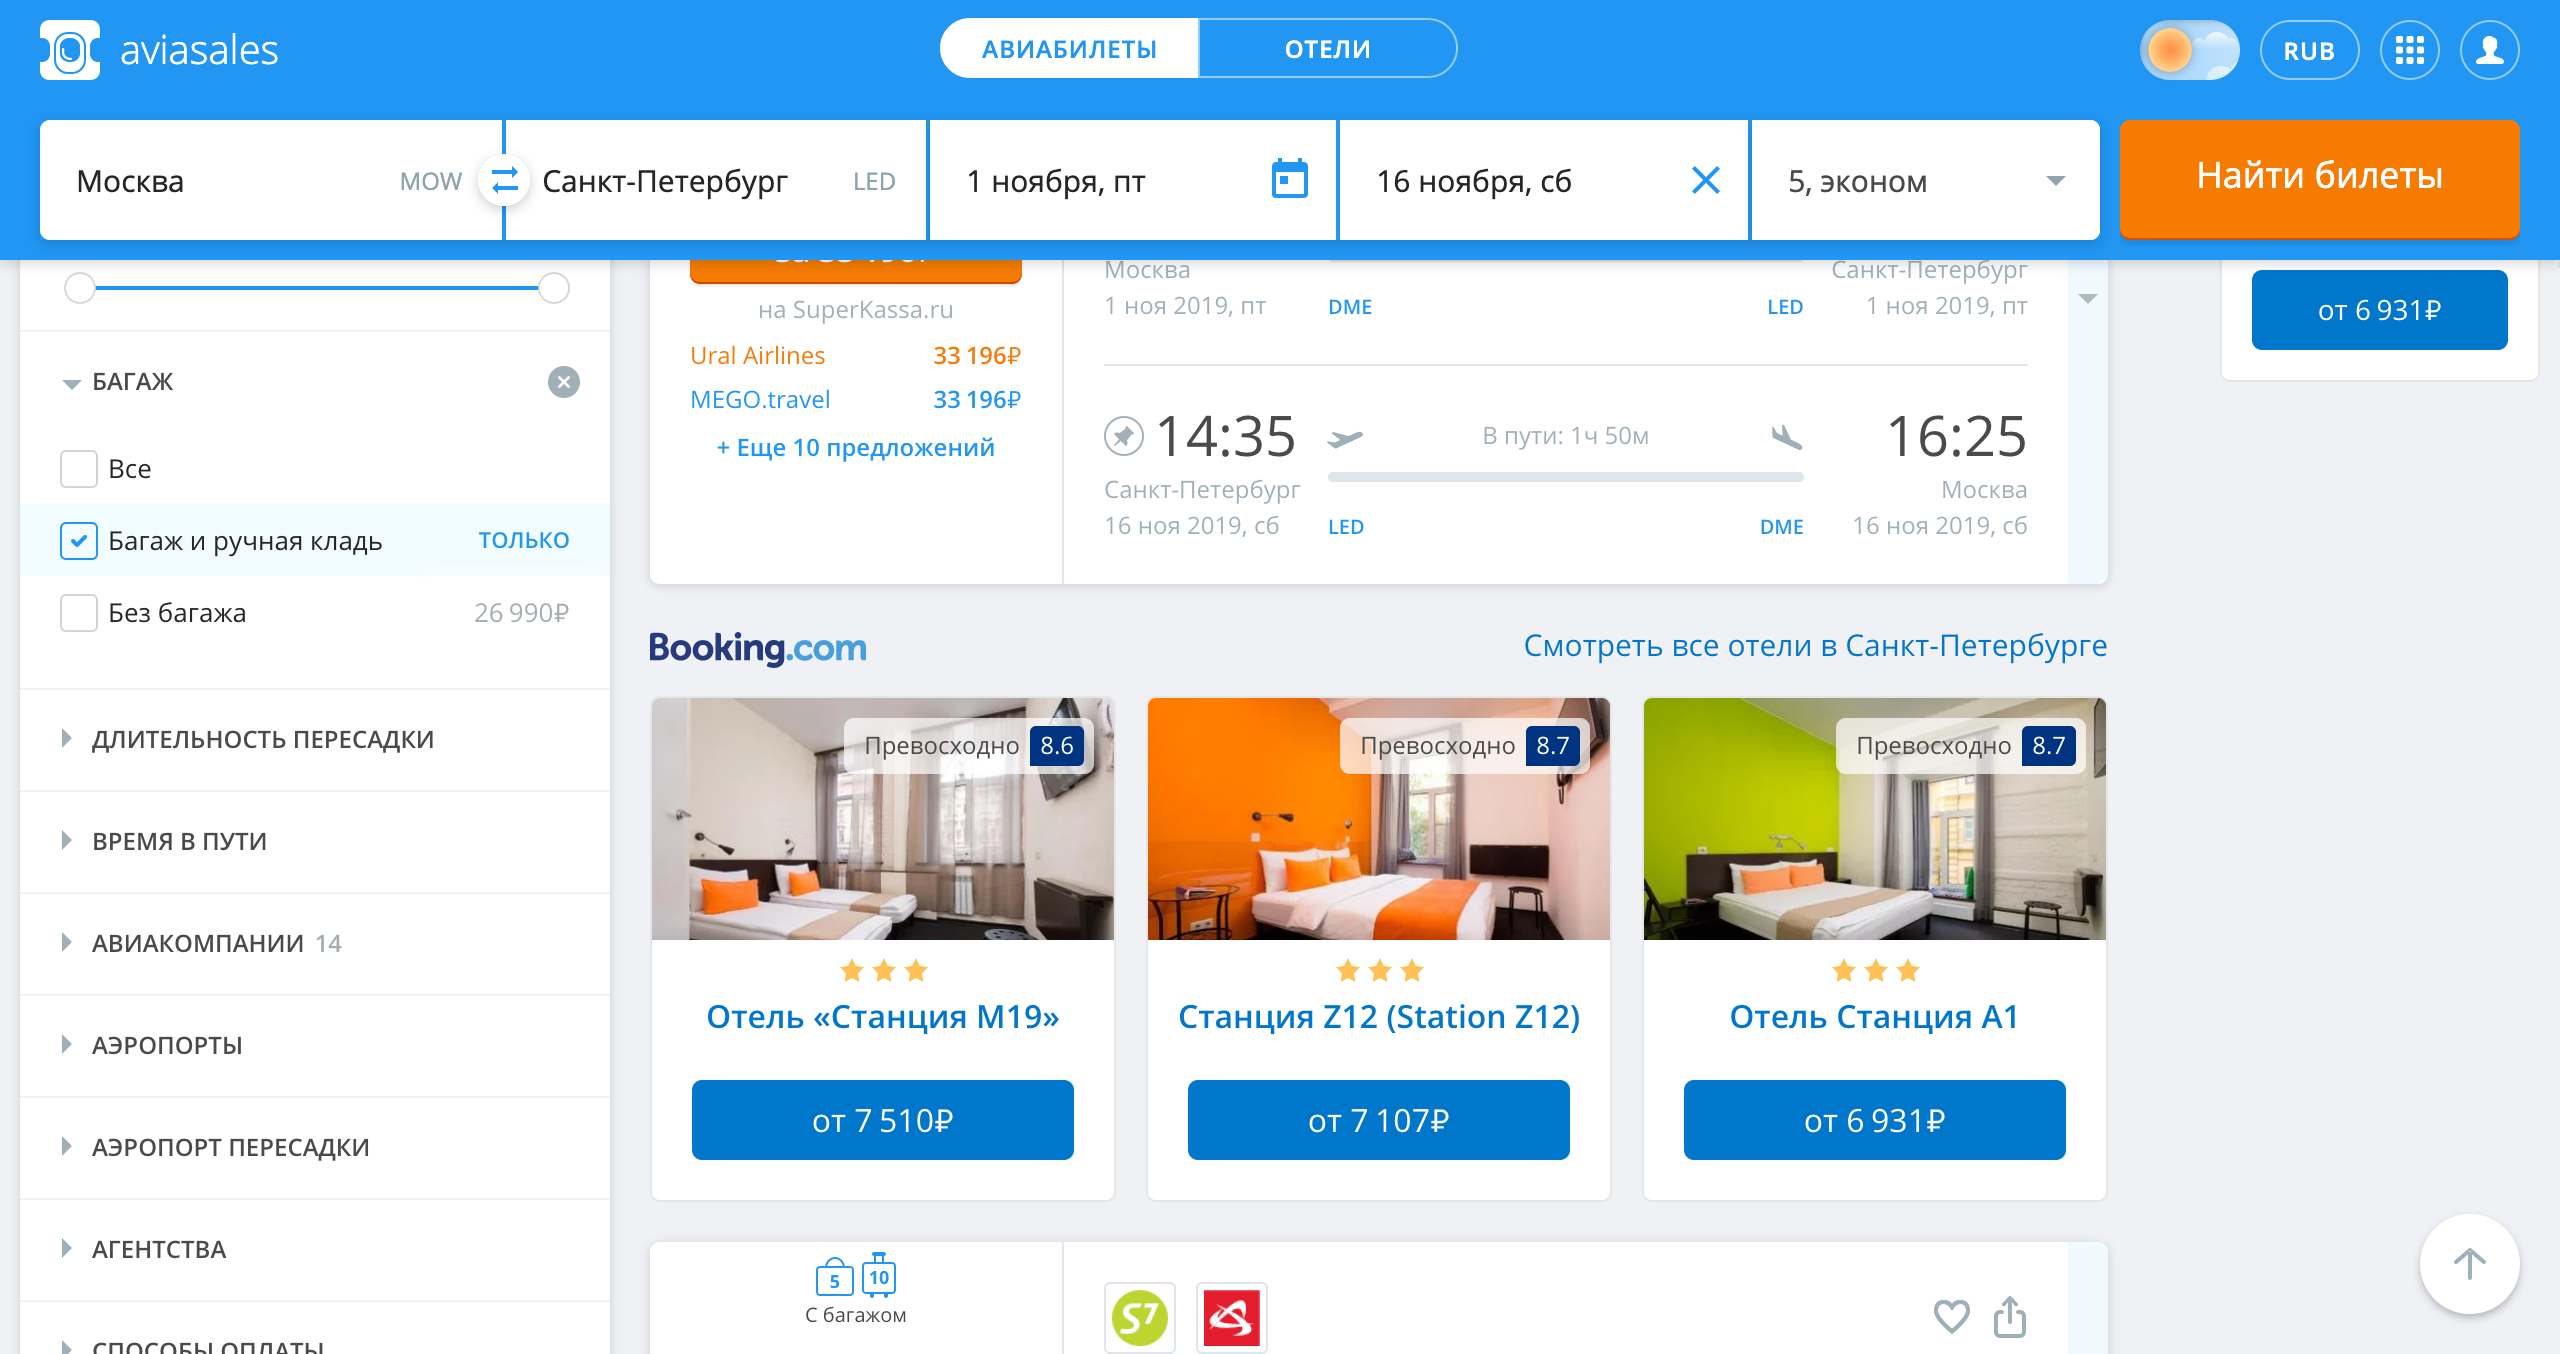 aviasales
АВИАБИЛЕТЫ
ОТЕЛИ
RUB
Москва
MOW
Санкт-Петербург
LED
1 ноября, пт
16 ноября, сб
5, эконом
Найти билеты
БАГАЖ
Все
Багаж и ручная кладь
ТОЛЬКО
Без багажа
26 990₽
ДЛИТЕЛЬНОСТЬ ПЕРЕСАДКИ
ВРЕМЯ В ПУТИ
АВИАКОМПАНИИ 14
АЭРОПОРТЫ
АЭРОПОРТ ПЕРЕСАДКИ
АГЕНТСТВА
СПОСОБЫ ОПЛАТЫ
на SuperKassa.ru
Ural Airlines 33 196₽
MEGO.travel 33 196₽
+ Еще 10 предложений
Москва
1 ноя 2019, пт
DME
LED
Санкт-Петербург
1 ноя 2019, пт
14:35
В пути: 1ч 50м
16:25
Санкт-Петербург
16 ноя 2019, сб
LED
DME
Москва
16 ноя 2019, сб
от 6 931₽
Booking.com
Смотреть все отели в Санкт-Петербурге
Превосходно 8.6
Отель «Станция М19»
от 7 510₽
Превосходно 8.7
Станция Z12 (Station Z12)
от 7 107₽
Превосходно 8.7
Отель Станция А1
от 6 931₽
5
10
С багажом
S7